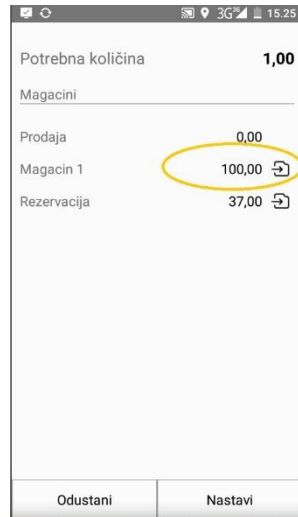 3G 3G 15.25
Potrebna količina 1,00
Magacini
Prodaja 0,00
Magacin 1 100,00
Rezervacija 37,00
Odustani Nastavi